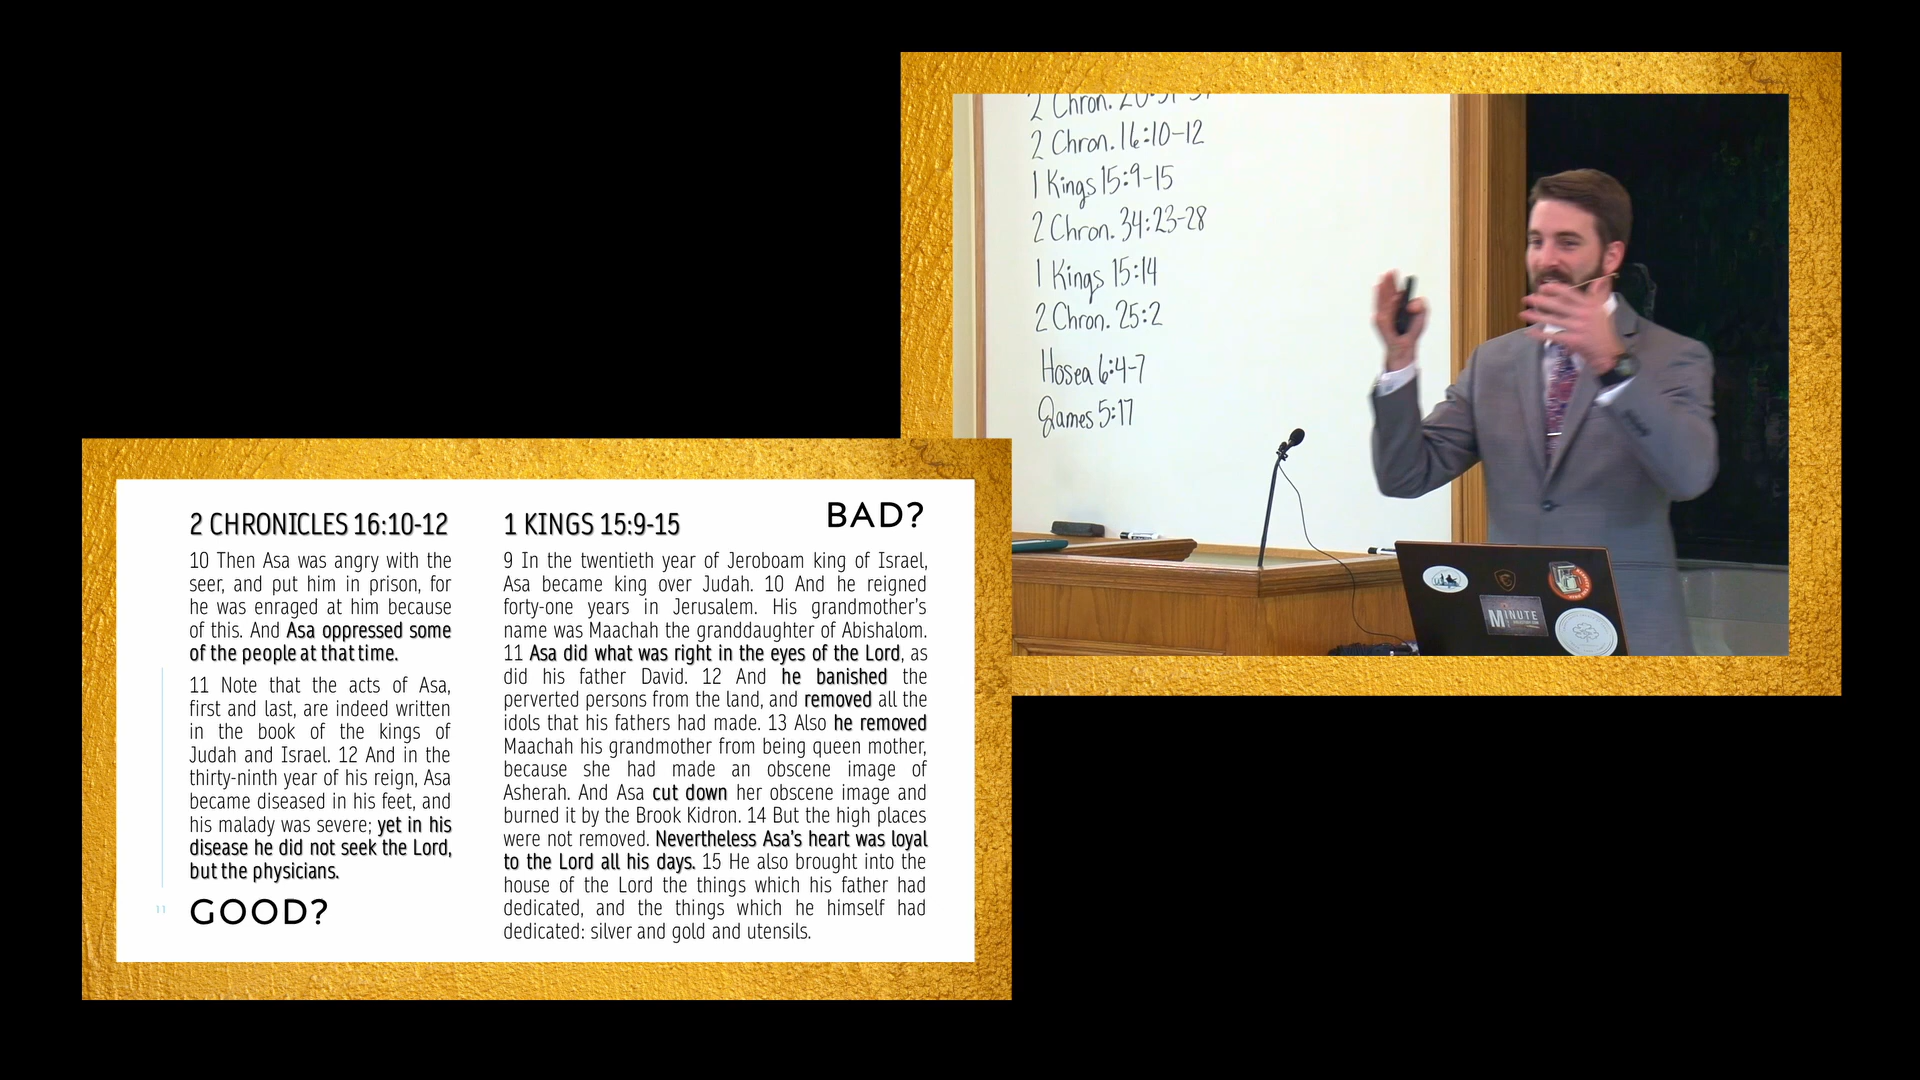 2 Chron. 16:10-12
1 Kings 15:9-15
2 Chron. 34:23-28
1 Kings 15:14
2 Chron. 25:2
Hosea 6:4-7
James 5:17
MINUTE
2 CHRONICLES 16:10-12
10 Then Asa was angry with the
seer, and put him in prison, for
he was enraged at him because
of this. And Asa oppressed some
of the people at that time.
11 Note that the acts of Asa,
first and last, are indeed written
in the book of the kings of
Judah and Israel. 12 And in the
thirty-ninth year of his reign, Asa
became diseased in his feet, and
his malady was severe; yet in his
disease he did not seek the Lord,
but the physicians.
GOOD?
11
1 KINGS 15:9-15
BAD?
9 In the twentieth year of Jeroboam king of Israel,
Asa became king over Judah. 10 And he reigned
forty-one years in Jerusalem. His grandmother's
name was Maachah the granddaughter of Abishalom.
11 Asa did what was right in the eyes of the Lord, as
did his father David. 12 And he banished the
perverted persons from the land, and removed all the
idols that his fathers had made. 13 Also he removed
Maachah his grandmother from being queen mother,
because she had made an obscene image of
Asherah. And Asa cut down her obscene image and
burned it by the Brook Kidron. 14 But the high places
were not removed. Nevertheless Asa's heart was loyal
to the Lord all his days. 15 He also brought into the
house of the Lord the things which his father had
dedicated, and the things which he himself had
dedicated: silver and gold and utensils.